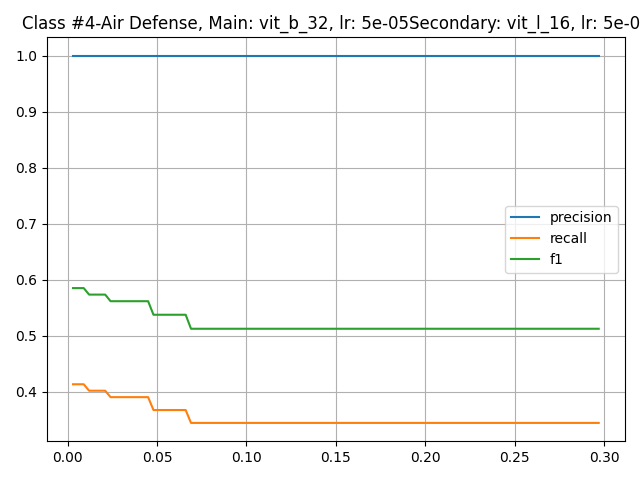 Class #4-Air Defense, Main: vit_b_32, lr: 5e-05Secondary: vit_l_16, lr: 5e-0
1.0
0.9
0.8
0.7
0.6
0.5
0.4
precision
recall
f1
0.00 0.05 0.10 0.15 0.20 0.25 0.30